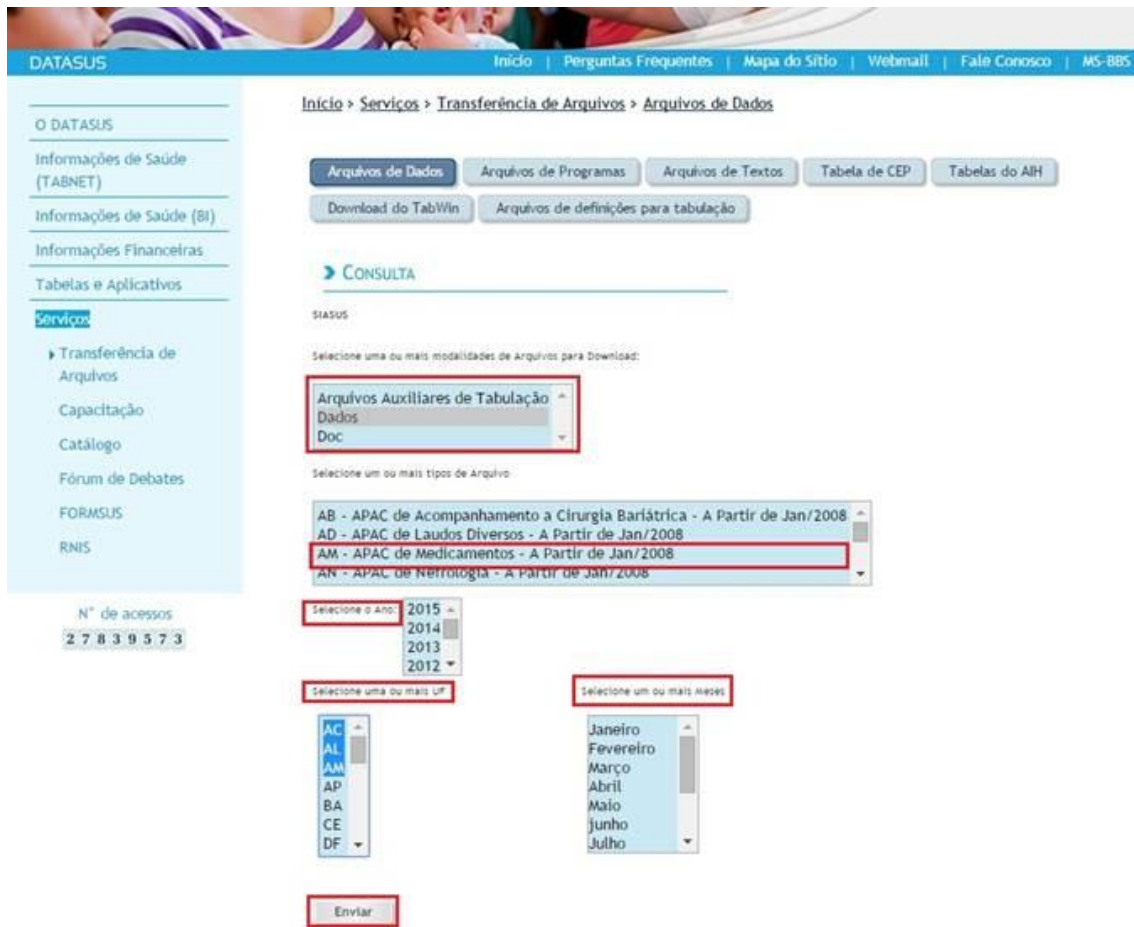 DATASUS
Início | Perguntas Frequentes | Mapa do Sítio | Webmail | Fale Conosco | MS-BBS
O DATASUS
Informações de Saúde
(TABNET)
Informações de Saúde (BI)
Informações Financeiras
Tabelas e Aplicativos
Serviços
Transferência de
Arquivos
Capacitação
Catálogo
Fórum de Debates
FORMSUS
RNIS
N° de acessos
27839573
Início > Serviços > Transferência de Arquivos > Arquivos de Dados
Arquivos de Dados Arquivos de Programas Arquivos de Textos Tabela de CEP Tabelas do AIH
Download do TabWin Arquivos de definições para tabulação
CONSULTA
SIASUS
Selecione uma ou mais modalidades de Arquivos para Download:
Arquivos Auxiliares de Tabulação
Dados
Doc
Selecione um ou mais tipos de Arquivo
AB - APAC de Acompanhamento a Cirurgia Bariátrica - A Partir de Jan/2008
AD - APAC de Laudos Diversos - A Partir de Jan/2008
AM - APAC de Medicamentos - A Partir de Jan/2008
AN - APAC de Nefrologia - A Partir de Jan/2008
Selecione o Ano:
2015
2014
2013
2012
Selecione uma ou mais UF
AC
AL
AM
AP
BA
CE
DF
Selecione um ou mais Meses
Janeiro
Fevereiro
Março
Abril
Maio
junho
Julho
Enviar